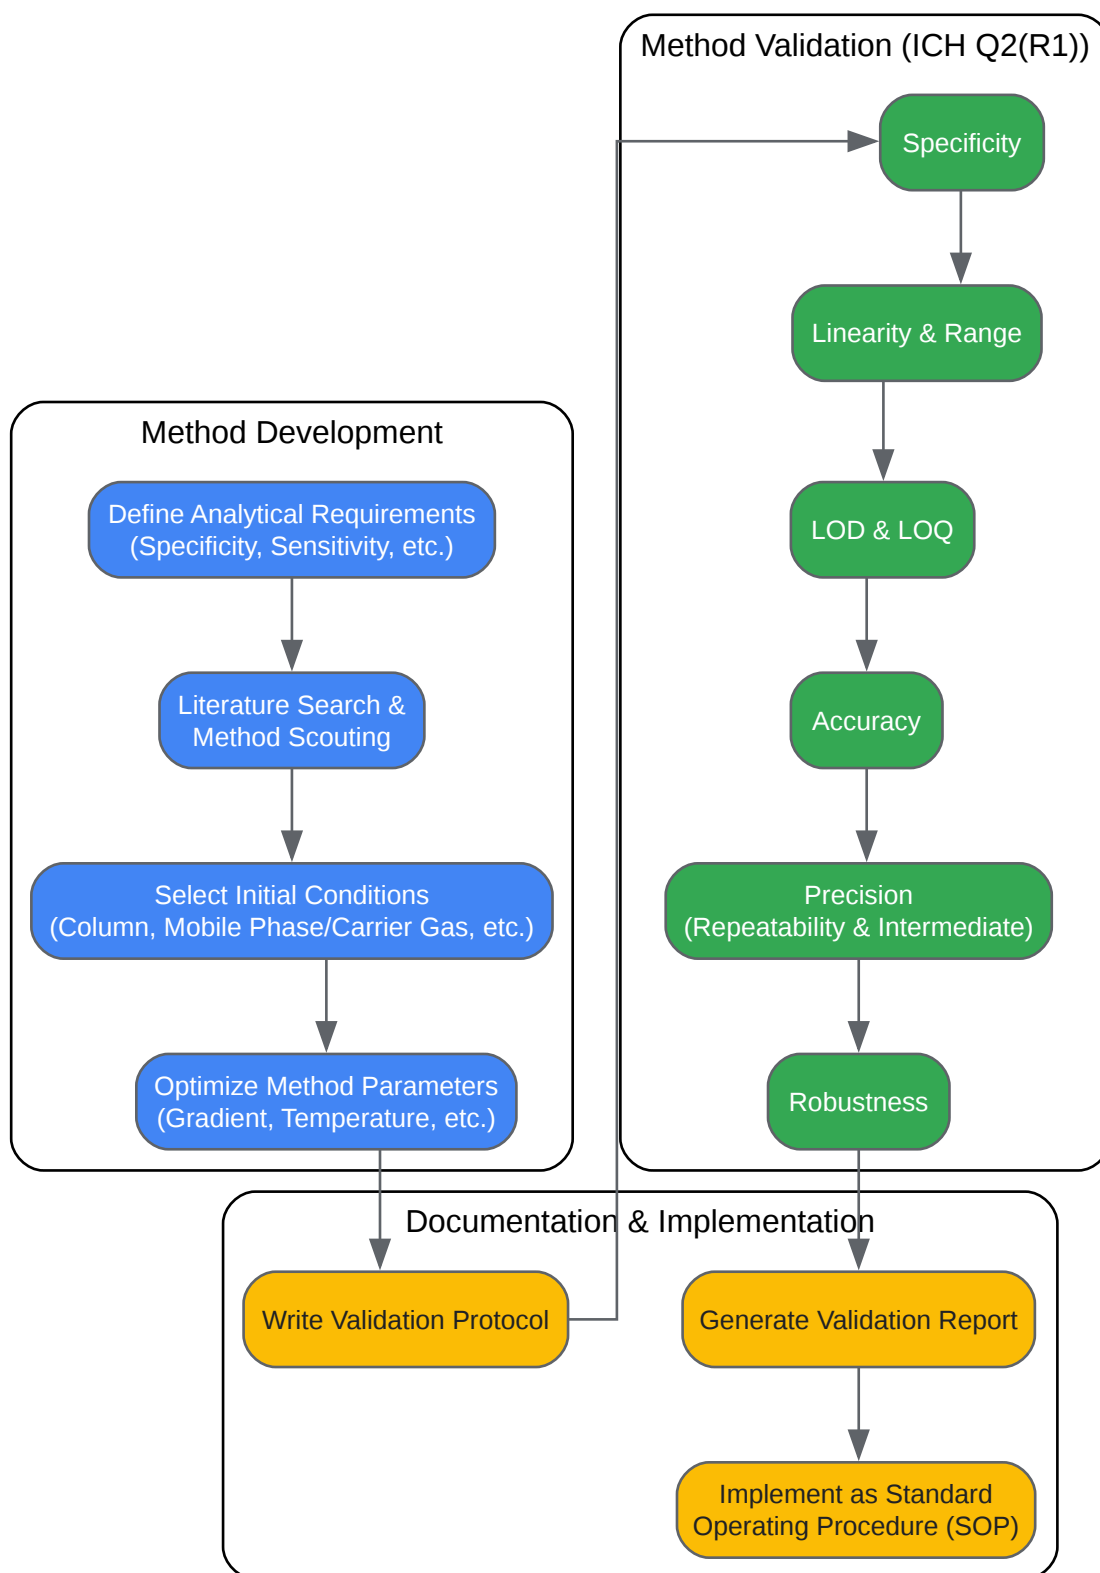 Method Development
Define Analytical Requirements
(Specificity, Sensitivity, etc.)
Literature Search &
Method Scouting
Select Initial Conditions
(Column, Mobile Phase/Carrier Gas, etc.)
Optimize Method Parameters
(Gradient, Temperature, etc.)
Method Validation (ICH Q2(R1))
Specificity
Linearity & Range
LOD & LOQ
Accuracy
Precision
(Repeatability & Intermediate)
Robustness
Documentation & Implementation
Write Validation Protocol
Generate Validation Report
Implement as Standard
Operating Procedure (SOP)